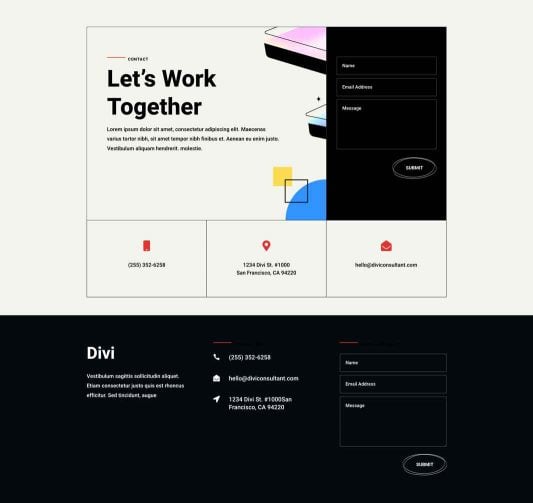 CONTACT
Let's Work
Together
Lorem ipsum dolor sit amet, consectetur adipiscing elit. Maecenas
varius tortor nibh, sit amet tempor nibh finibus et. Aenean eu enim justo.
Vestibulum aliquam hendrerit. molestie.
Name
Email Address
Message
SUBMIT
(255) 352-6258
1234 Divi St. #1000
San Francisco, CA 94220
hello@diviconsultant.com
Divi
Vestibulum sagittis sollicitudin aliquet.
Etiam consectetur justo quis est rhoncus
efficitur. Sed tincidunt, augue
(255) 352-6258
hello@diviconsultant.com
1234 Divi St. #1000San
Francisco, CA 94220
Name
Email Address
Message
SUBMIT